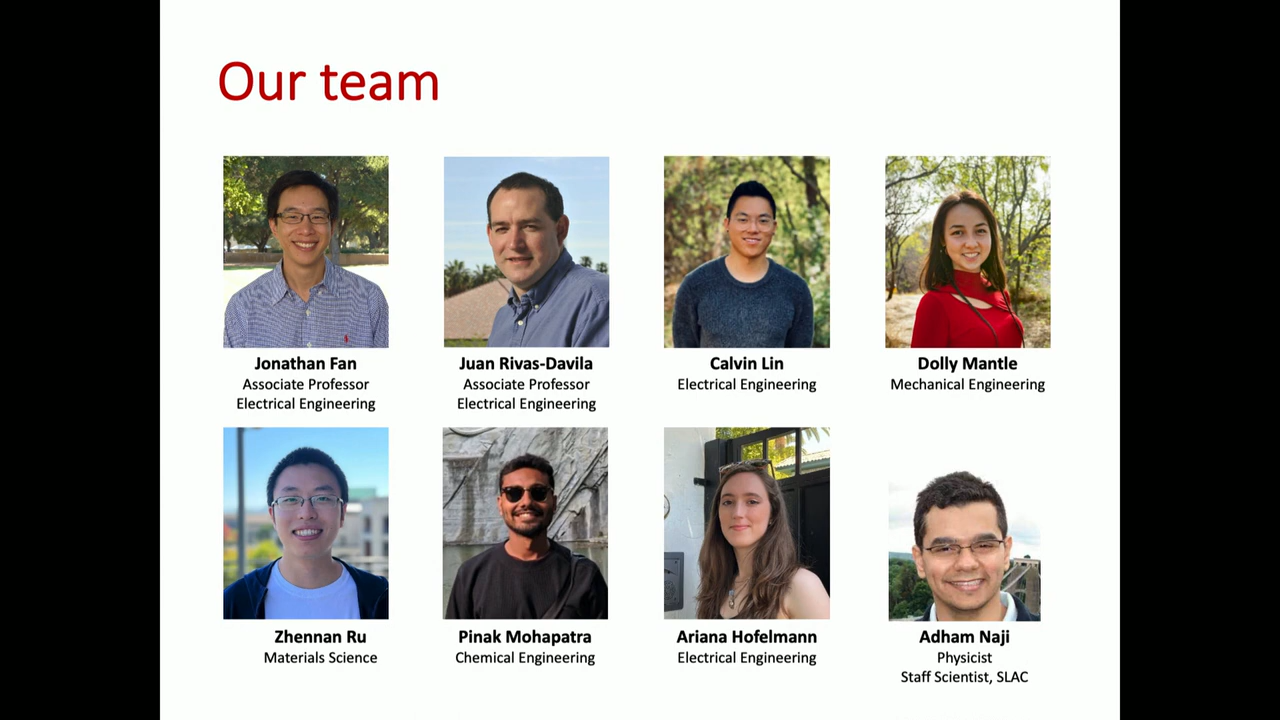 Our team
Jonathan Fan
Associate Professor
Electrical Engineering
Juan Rivas-Davila
Associate Professor
Electrical Engineering
Calvin Lin
Electrical Engineering
Dolly Mantle
Mechanical Engineering
Zhennan Ru
Materials Science
Pinak Mohapatra
Chemical Engineering
Ariana Hofelmann
Electrical Engineering
Adham Naji
Physicist
Staff Scientist, SLAC